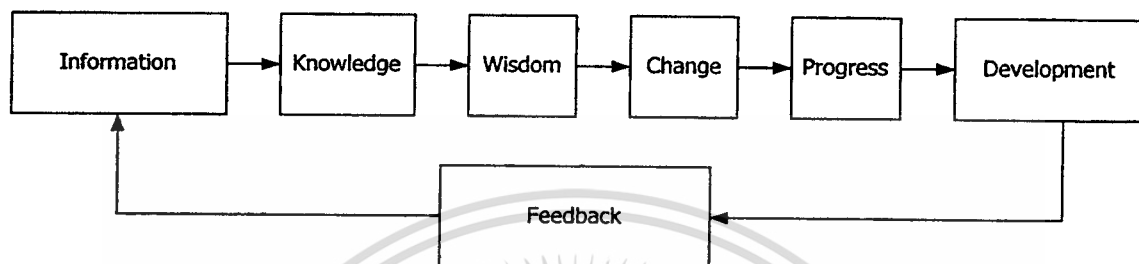 Information
Knowledge
Wisdom
Change
Progress
Development
Feedback